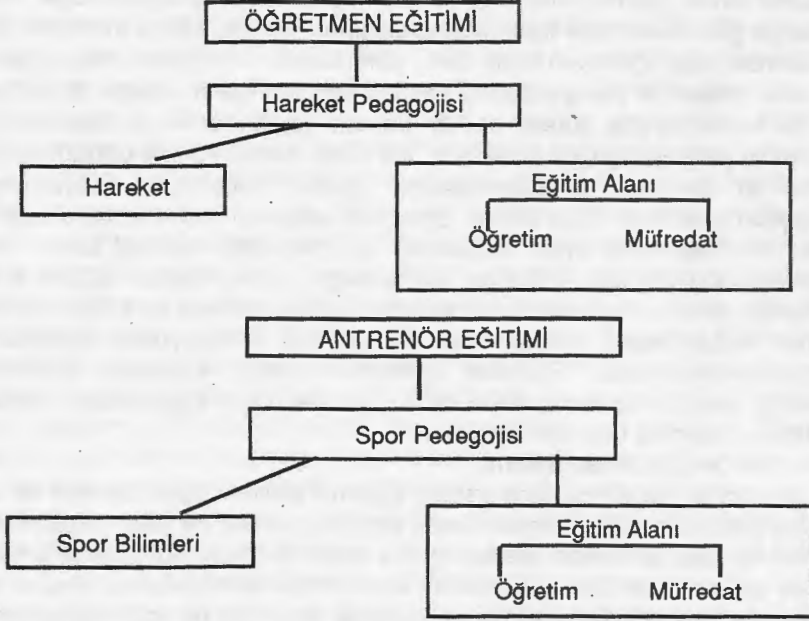 ÖĞRETMEN EĞİTİMİ
Hareket Pedagojisi
Hareket
Eğitim Alanı
Öğretim Müfredat
ANTRENÖR EĞİTİMİ
Spor Pedegojisi
Spor Bilimleri
Eğitim Alanı
Öğretim Müfredat